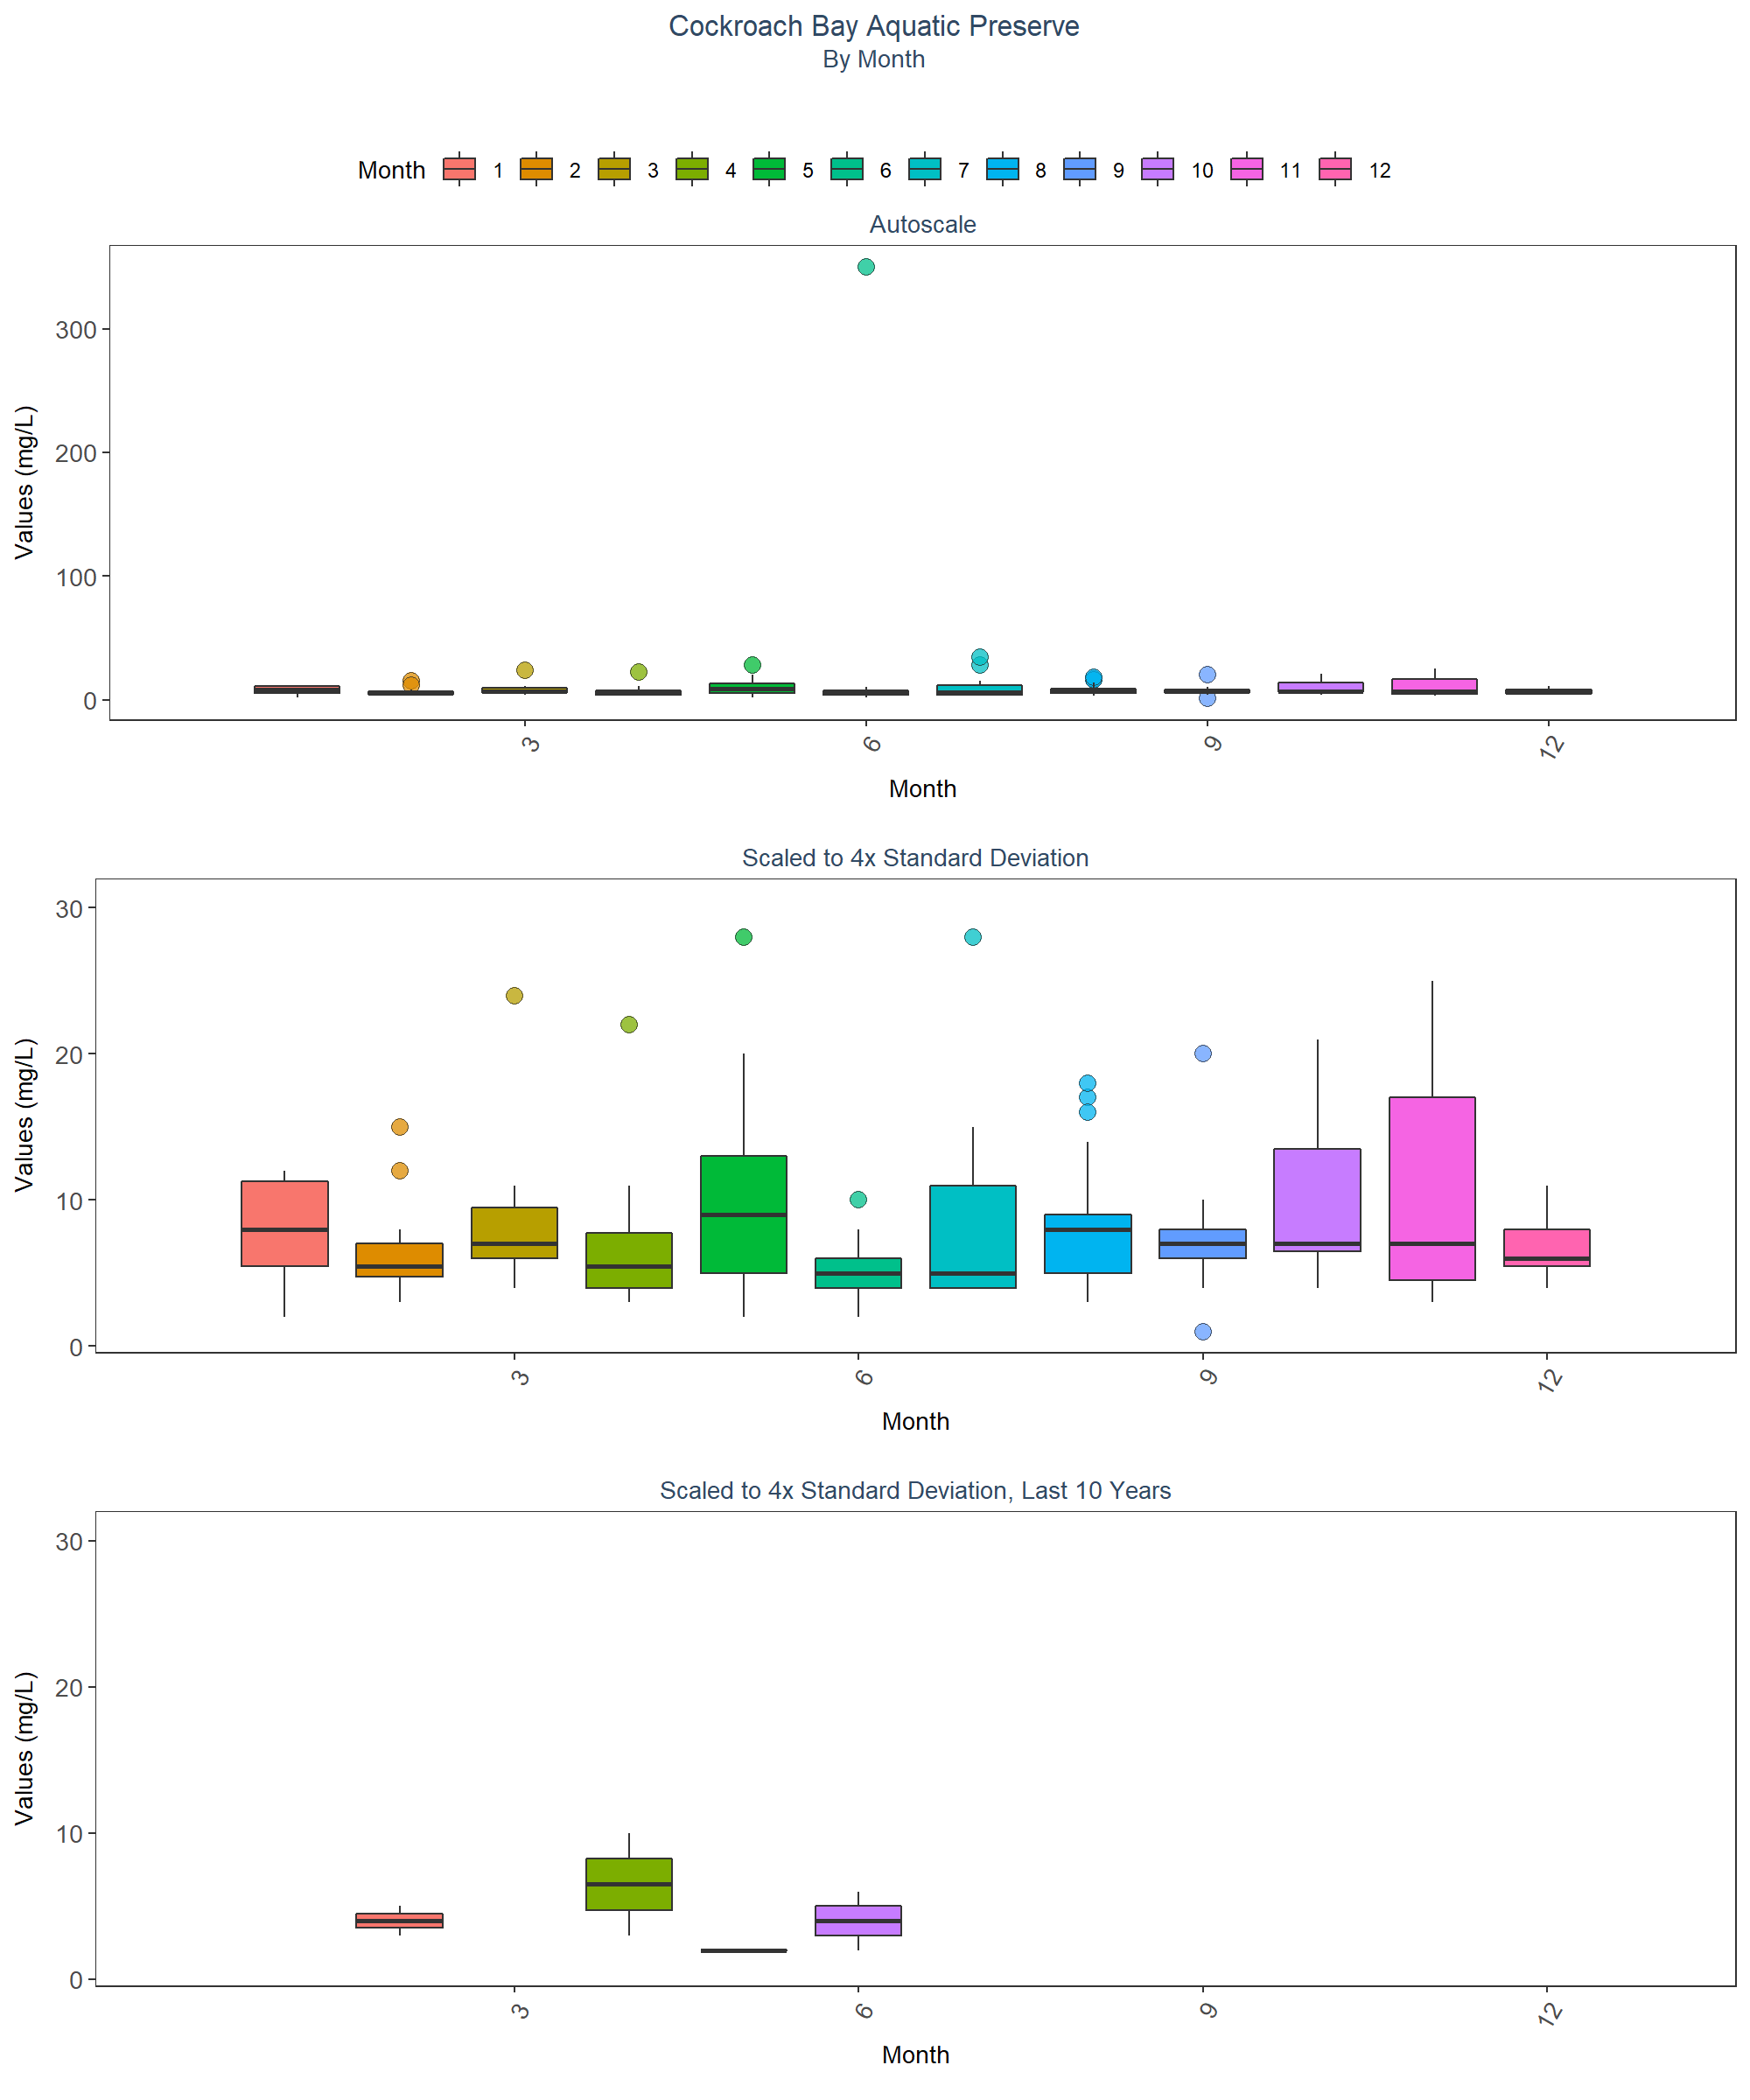 Cockroach Bay Aquatic Preserve
By Month
Month 1 2 3 4 5 6 7 8 9 10 11 12
Autoscale
Values (mg/L)
300
200
100
0
3 6 9 12
Month
Scaled to 4x Standard Deviation
Values (mg/L)
30
20
10
0
3 6 9 12
Month
Scaled to 4x Standard Deviation, Last 10 Years
Values (mg/L)
30
20
10
0
3 6 9 12
Month